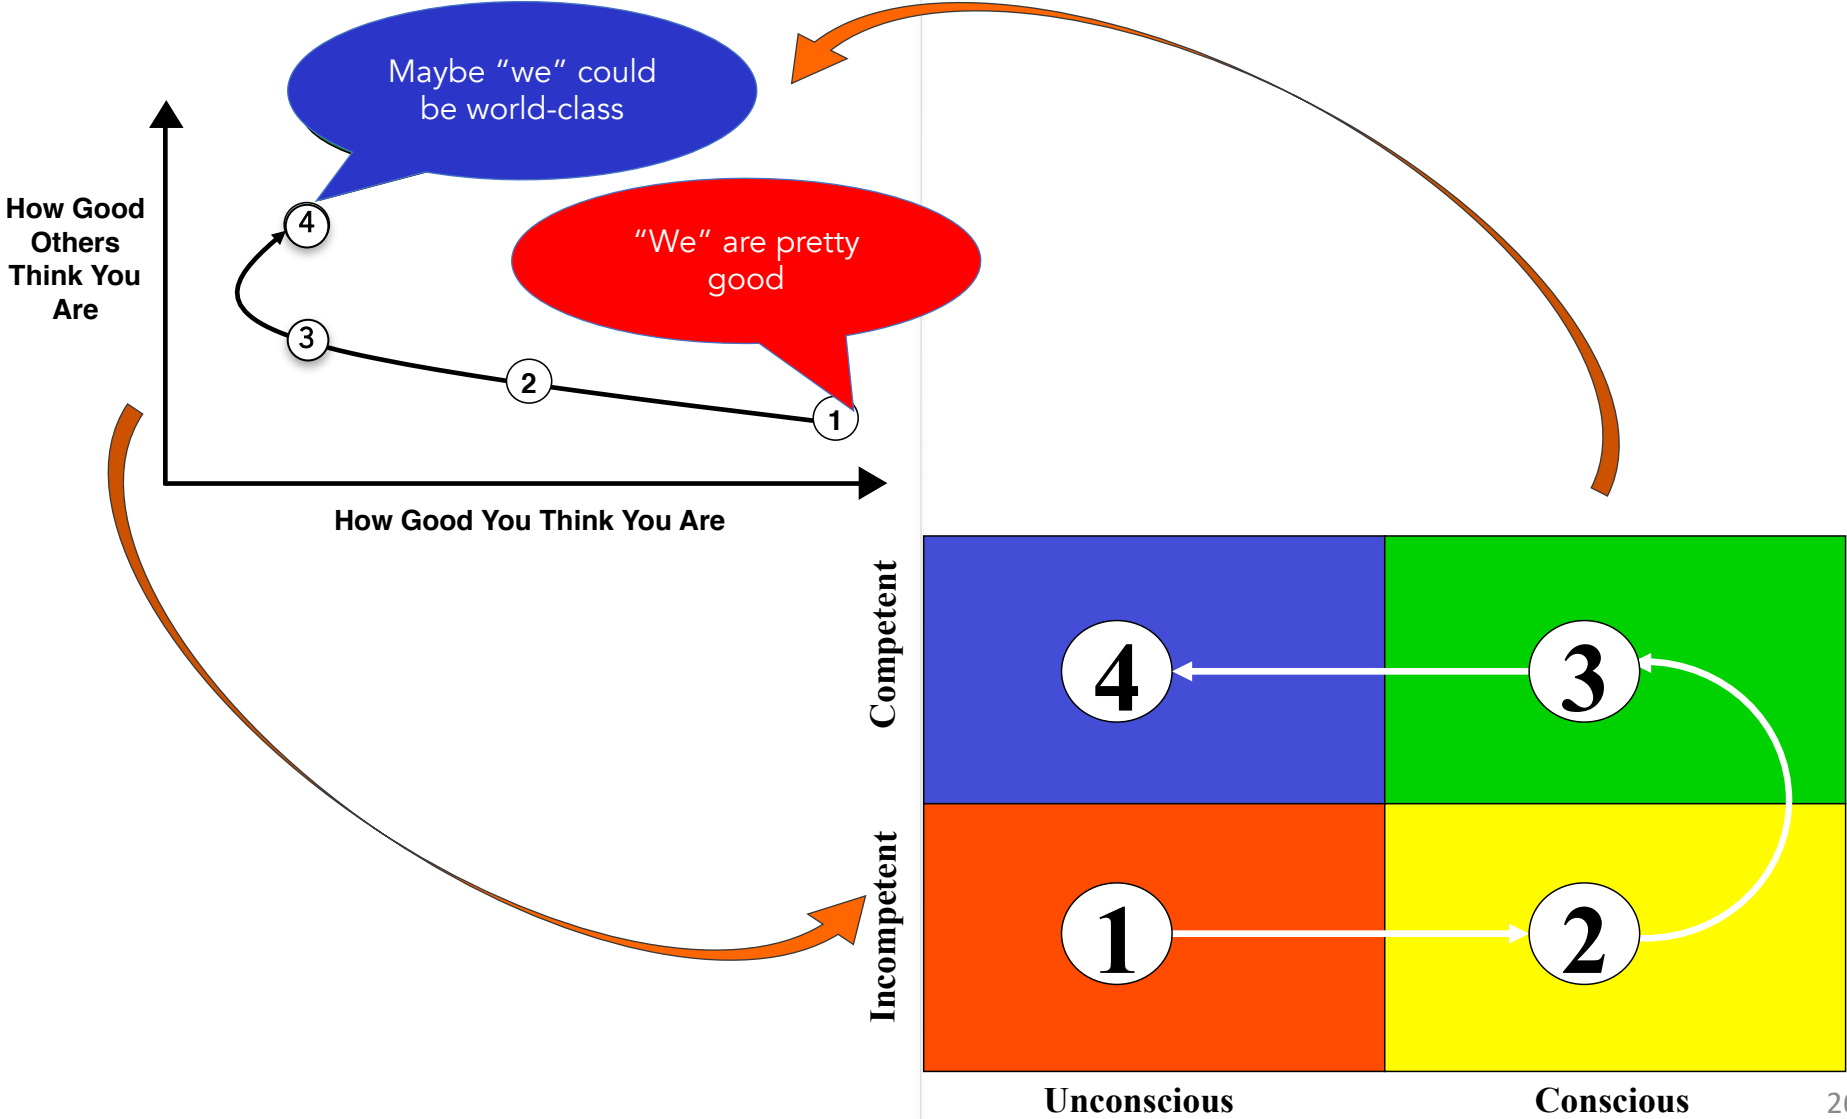 Maybe “we” could
be world-class
How Good
Others
Think You
Are
4
“We” are pretty
good
3
2
1
How Good You Think You Are
Competent
4
3
Incompetent
1
2
Unconscious
Conscious